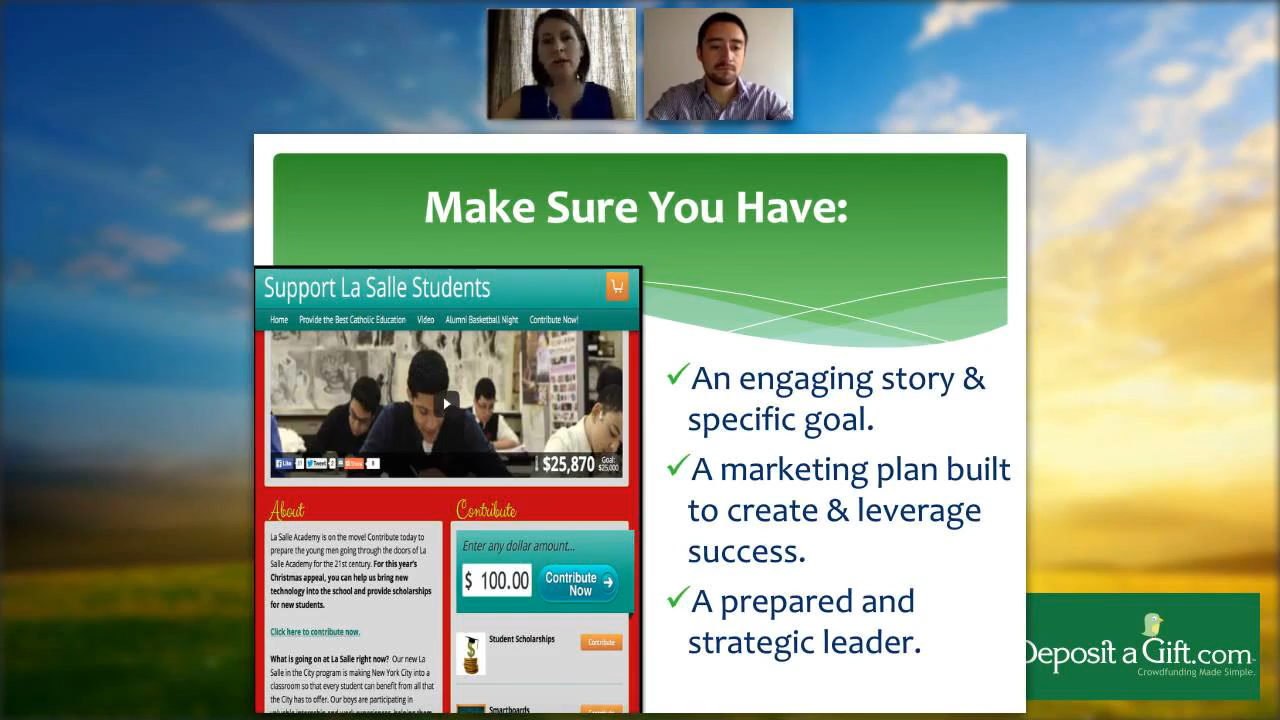 Make Sure You Have:
Support La Salle Students
Home Provide the Best Catholic Education Video Alumni Basketball Night Contribute Now!
Like Tweet
$25,870 Goal: $25,000
About
La Salle Academy is on the move! Contribute today to
prepare the young men going through the doors of La
Salle Academy for the 21st century. For this year's
Christmas appeal, you can help us bring new
technology into the school and provide scholarships
for new students.
Click here to contribute now.
What is going on at La Salle right now? Our new La
Salle in the City program is making New York City into a
classroom so that every student can benefit from all that
the City has to offer. Our boys are participating in
Contribute
Enter any dollar amount...
$ 100.00 Contribute Now
Student Scholarships Contribute
Smartboards
An engaging story &
specific goal.
A marketing plan built
to create & leverage
success.
A prepared and
strategic leader.
Deposit a Gift.com
Crowdfunding Made Simple.